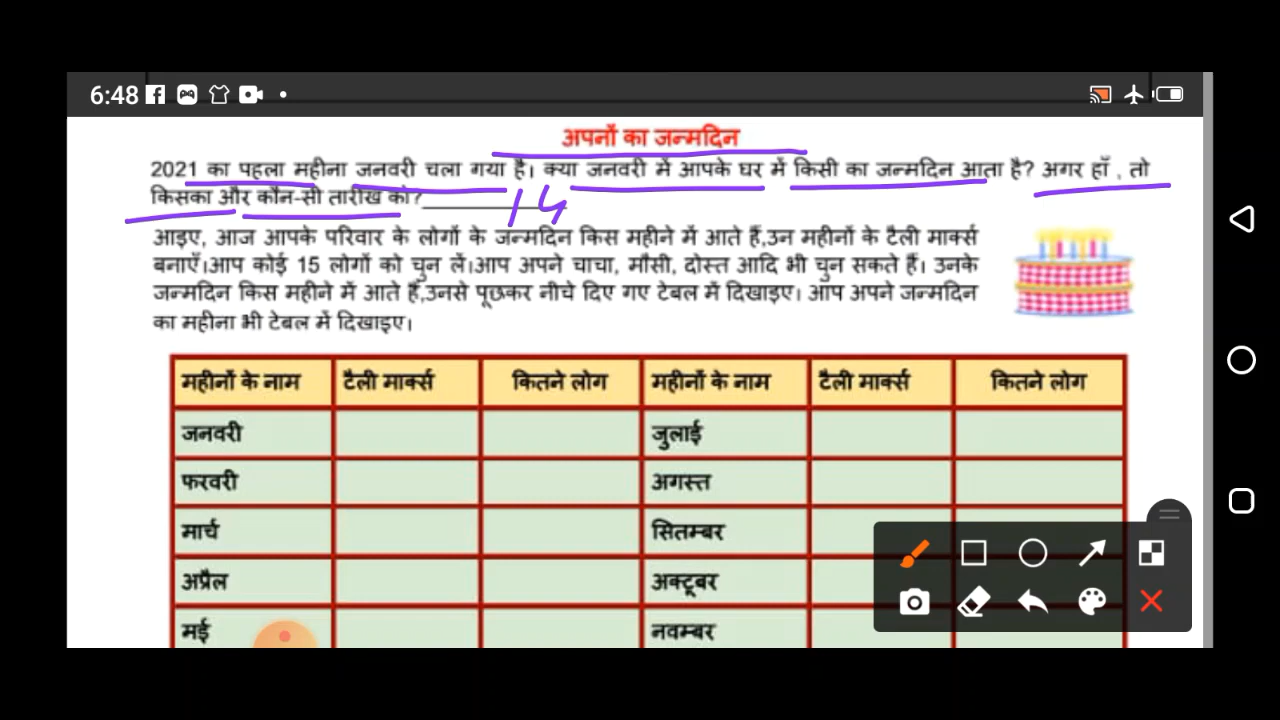 6:48
अपनों का जन्मदिन
2021 का पहला महीना जनवरी चला गया है। क्या जनवरी में आपके घर में किसी का जन्मदिन आता है? अगर हाँ , तो
किसका और कौन-सी तारीख को?____________ 14
आइए, आज आपके परिवार के लोगों के जन्मदिन किस महीने में आते हैं,उन महीनों के टैली मार्क्स
बनाएँ।आप कोई 15 लोगों को चुन लें।आप अपने चाचा, मौसी, दोस्त आदि भी चुन सकते हैं। उनके
जन्मदिन किस महीने में आते हैं,उनसे पूछकर नीचे दिए गए टेबल में दिखाइए। आप अपने जन्मदिन
का महीना भी टेबल में दिखाइए।
महीनों के नाम टैली मार्क्स कितने लोग महीनों के नाम टैली मार्क्स कितने लोग
जनवरी जुलाई
फरवरी अगस्त
मार्च सितम्बर
अप्रैल अक्टूबर
मई नवम्बर